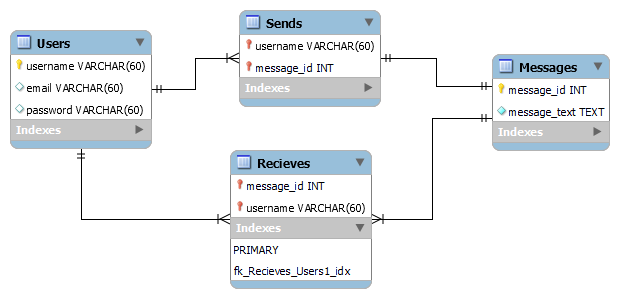 Users
username VARCHAR(60)
email VARCHAR(60)
password VARCHAR(60)
Indexes
Sends
username VARCHAR(60)
message_id INT
Indexes
Messages
message_id INT
message_text TEXT
Indexes
Recieves
message_id INT
username VARCHAR(60)
Indexes
PRIMARY
fk_Recieves_Users1_idx